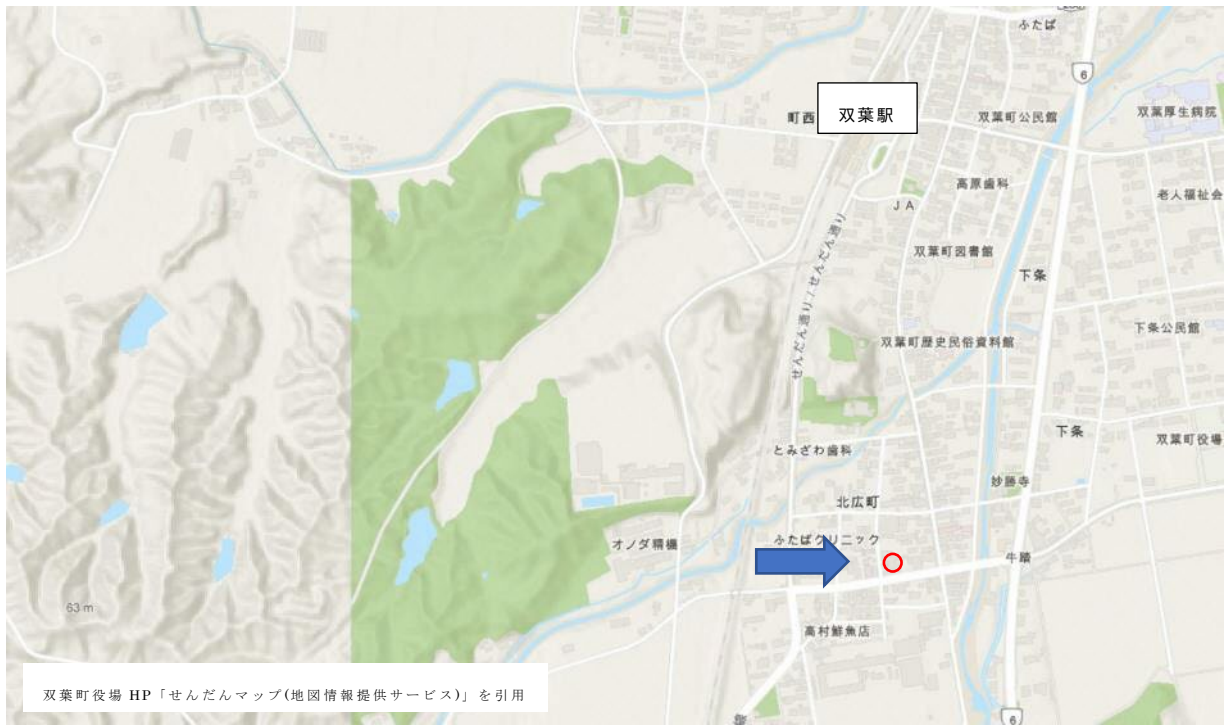 ふたば
6
双葉駅
町西
双葉町公民館
双葉厚生病院
高原歯科
老人福祉会
JA
双葉町図書館
せんだん通り/せんだん通り
下条
下条公民館
双葉町歴史民俗資料館
下条
双葉町役場
とみざわ歯科
妙勝寺
北広町
オノダ精機
ふたばクリニック
牛踏
63 m
高村鮮魚店
双葉町役場 HP「せんだんマップ(地図情報提供サービス)」を引用
6